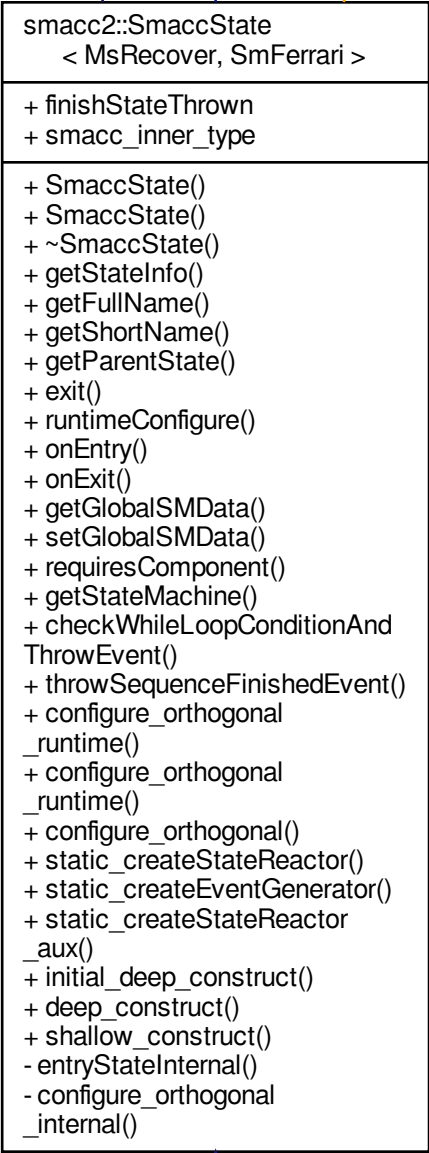 smacc2::SmaccState
< MsRecover, SmFerrari >
+ finishStateThrown
+ smacc_inner_type
+ SmaccState()
+ SmaccState()
+ ~SmaccState()
+ getStateInfo()
+ getFullName()
+ getShortName()
+ getParentState()
+ exit()
+ runtimeConfigure()
+ onEntry()
+ onExit()
+ getGlobalSMData()
+ setGlobalSMData()
+ requiresComponent()
+ getStateMachine()
+ checkWhileLoopConditionAnd
ThrowEvent()
+ throwSequenceFinishedEvent()
+ configure_orthogonal
_runtime()
+ configure_orthogonal
_runtime()
+ configure_orthogonal()
+ static_createStateReactor()
+ static_createEventGenerator()
+ static_createStateReactor
_aux()
+ initial_deep_construct()
+ deep_construct()
+ shallow_construct()
- entryStateInternal()
- configure_orthogonal
_internal()